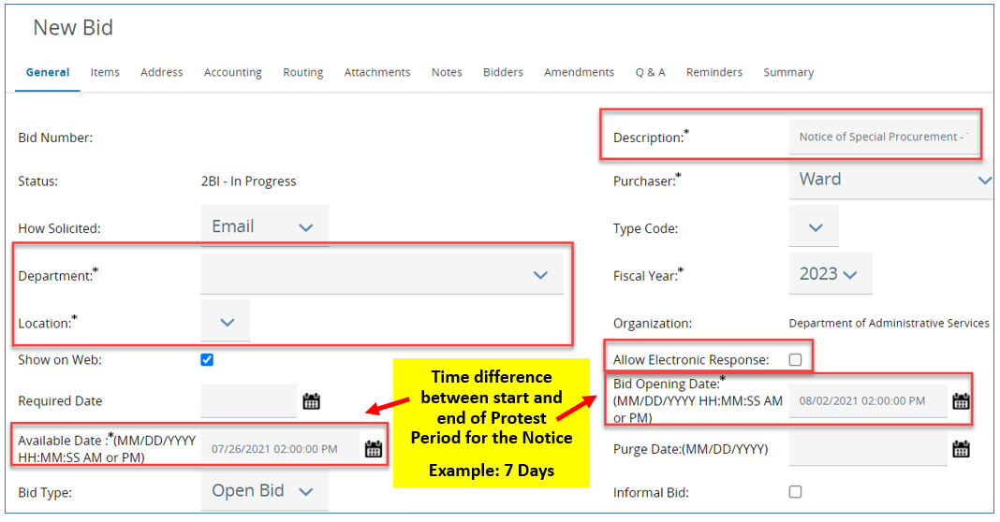 New Bid
General Items Address Accounting Routing Attachments Notes Bidders Amendments Q & A Reminders Summary
Bid Number:
Description:* Notice of Special Procurement -
Status: 2BI - In Progress
Purchaser:* Ward
How Solicited: Email
Type Code:
Department:*
Fiscal Year:* 2023
Location:*
Organization: Department of Administrative Services
Show on Web:
Allow Electronic Response:
Required Date
Bid Opening Date:*
(MM/DD/YYYY HH:MM:SS AM
or PM)
08/02/2021 02:00:00 PM
Time difference
between start and
end of Protest
Period for the Notice
Example: 7 Days
Available Date :*(MM/DD/YYYY
HH:MM:SS AM or PM)
07/26/2021 02:00:00 PM
Purge Date:(MM/DD/YYYY)
Bid Type: Open Bid
Informal Bid: